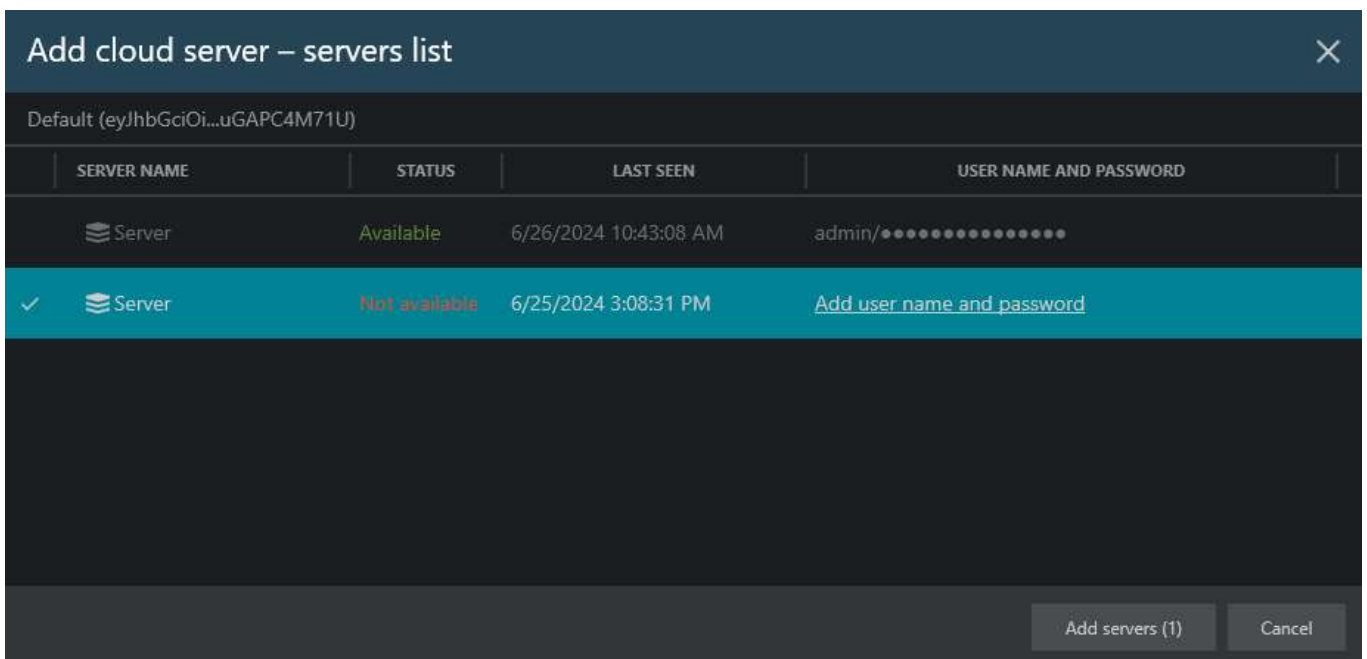 Add cloud server – servers list
Default (eyJhbGciOi...uGAPC4M71U)
SERVER NAME STATUS LAST SEEN USER NAME AND PASSWORD
Server Available 6/26/2024 10:43:08 AM admin/●●●●●●●●●●●●●●●
Server Not available 6/25/2024 3:08:31 PM Add user name and password
Add servers (1) Cancel